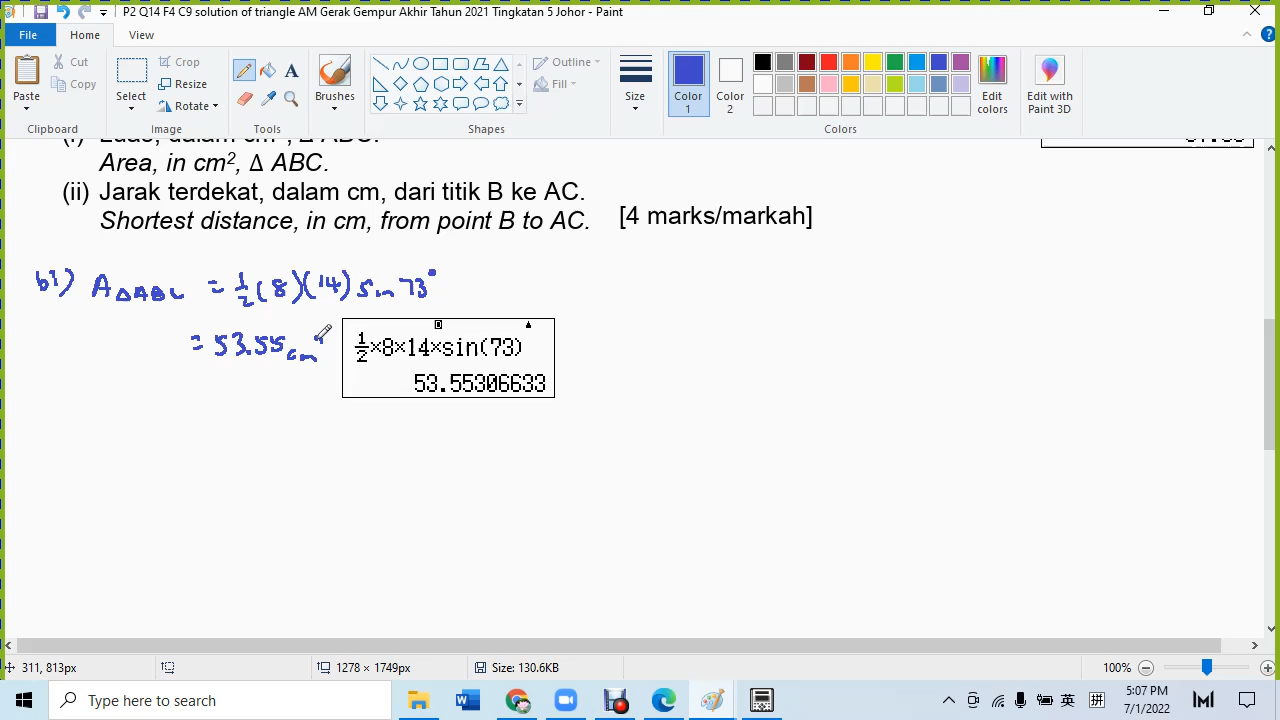 P2 Q14 F4 C9 solution of triangle AM Gerak Gempur Akhir Tahun 2021 Tingkatan 5 Johor - Paint
File Home View
Paste Cut Copy
Select Crop Resize Rotate
A
Brushes
Outline Fill
Size
Color 1
Color 2
Edit colors
Edit with Paint 3D
Clipboard Image Tools Shapes Colors
Area, in cm², Δ ABC.
(ii) Jarak terdekat, dalam cm, dari titik B ke AC.
Shortest distance, in cm, from point B to AC. [4 marks/markah]
bi) A△ABC = 1/2 (8)(14) sin 73°
= 53.55cm²
1/2×8×14×sin(73)
53.55306633
311, 813px 1278 × 1749px Size: 130.6KB 100%
Type here to search
英 拼
5:07 PM
7/1/2022